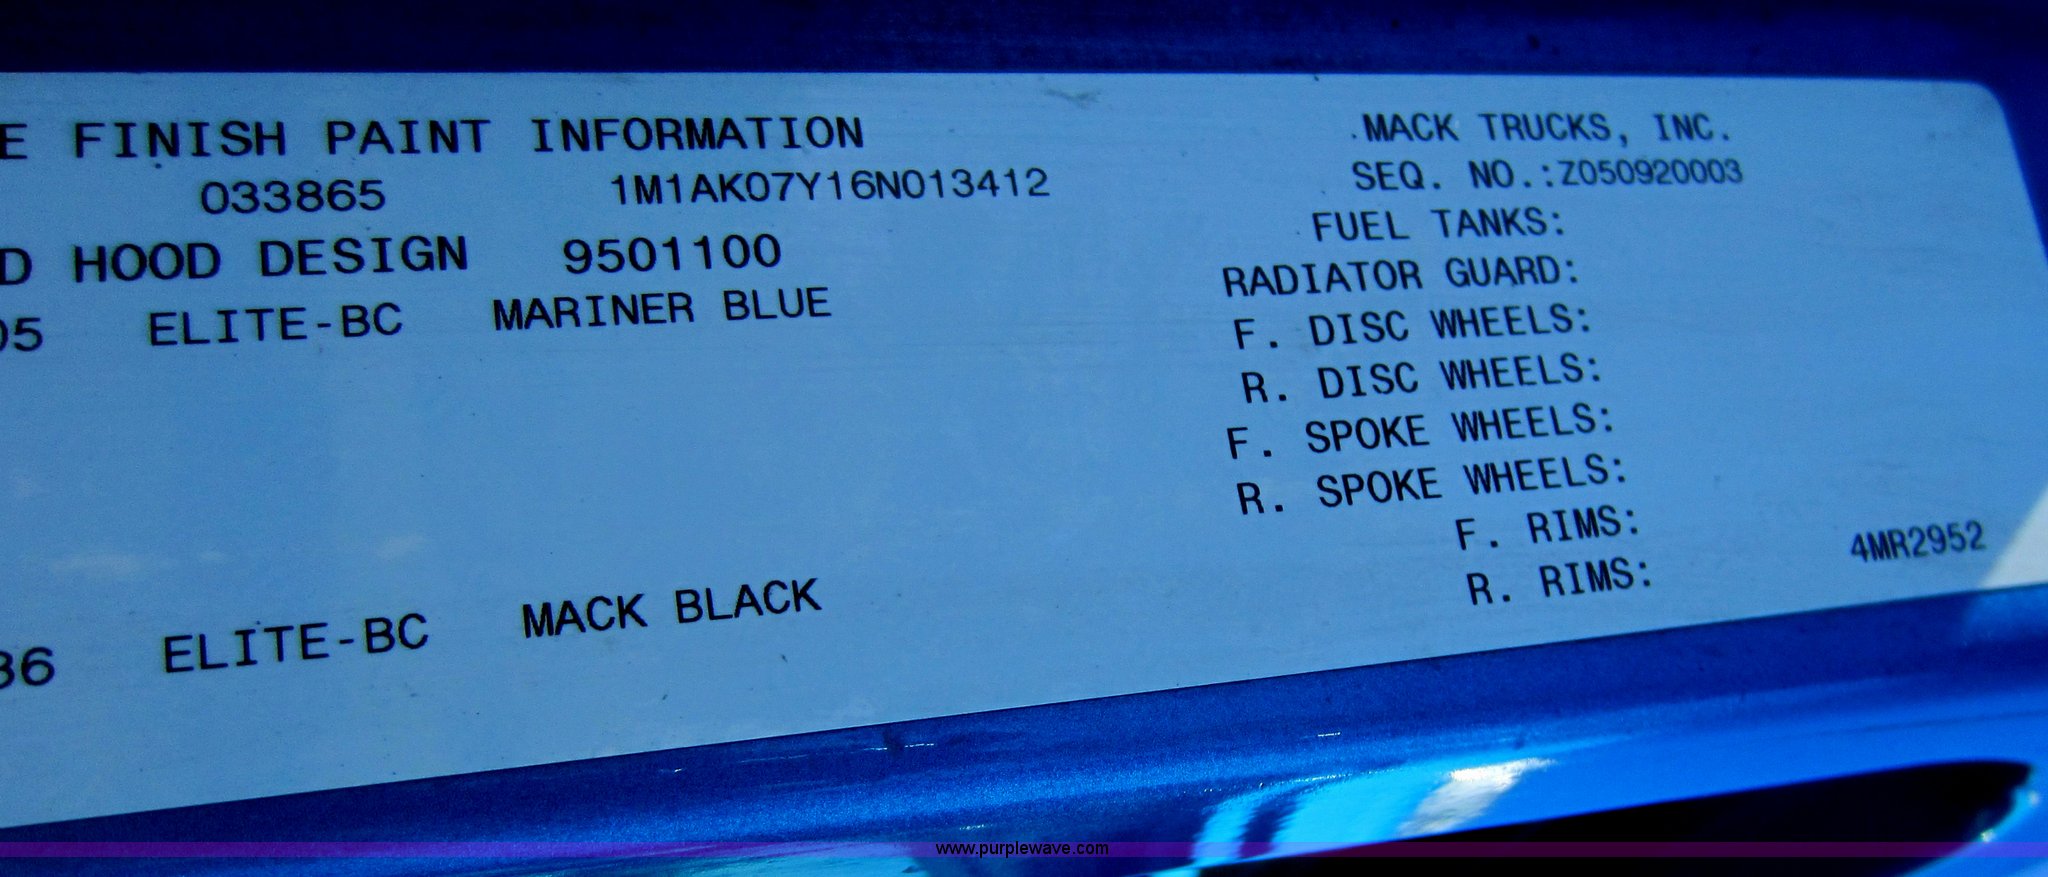 E FINISH PAINT INFORMATION
033865 1M1AK07Y16N013412
D HOOD DESIGN 9501100
05 ELITE-BC MARINER BLUE
36 ELITE-BC MACK BLACK
MACK TRUCKS, INC.
SEQ. NO.:Z050920003
FUEL TANKS:
RADIATOR GUARD:
F. DISC WHEELS:
R. DISC WHEELS:
F. SPOKE WHEELS:
R. SPOKE WHEELS:
F. RIMS:
R. RIMS:
4MR2952
www.purplewave.com